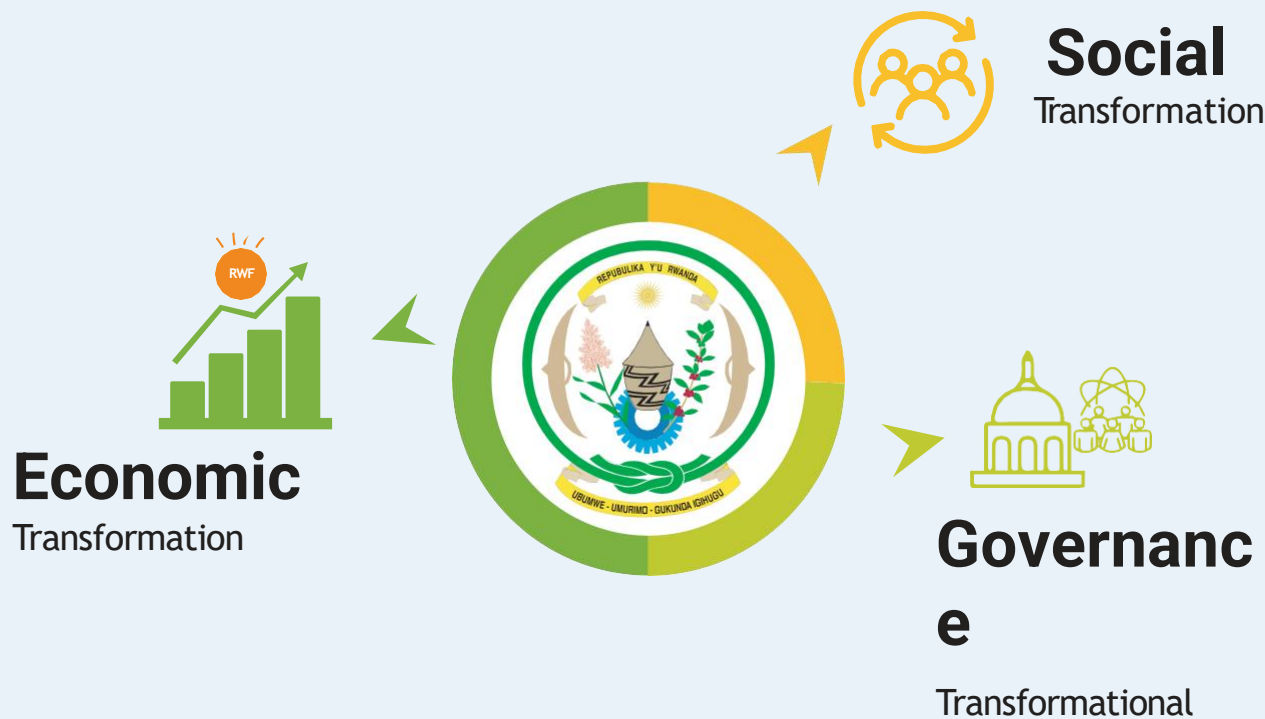 Social
Transformation
RWF
REPUBULIKA Y'U RWANDA
UBUMWE - UMURIMO - GUKUNDA IGIHUGU
Economic
Transformation
Governanc
e
Transformational